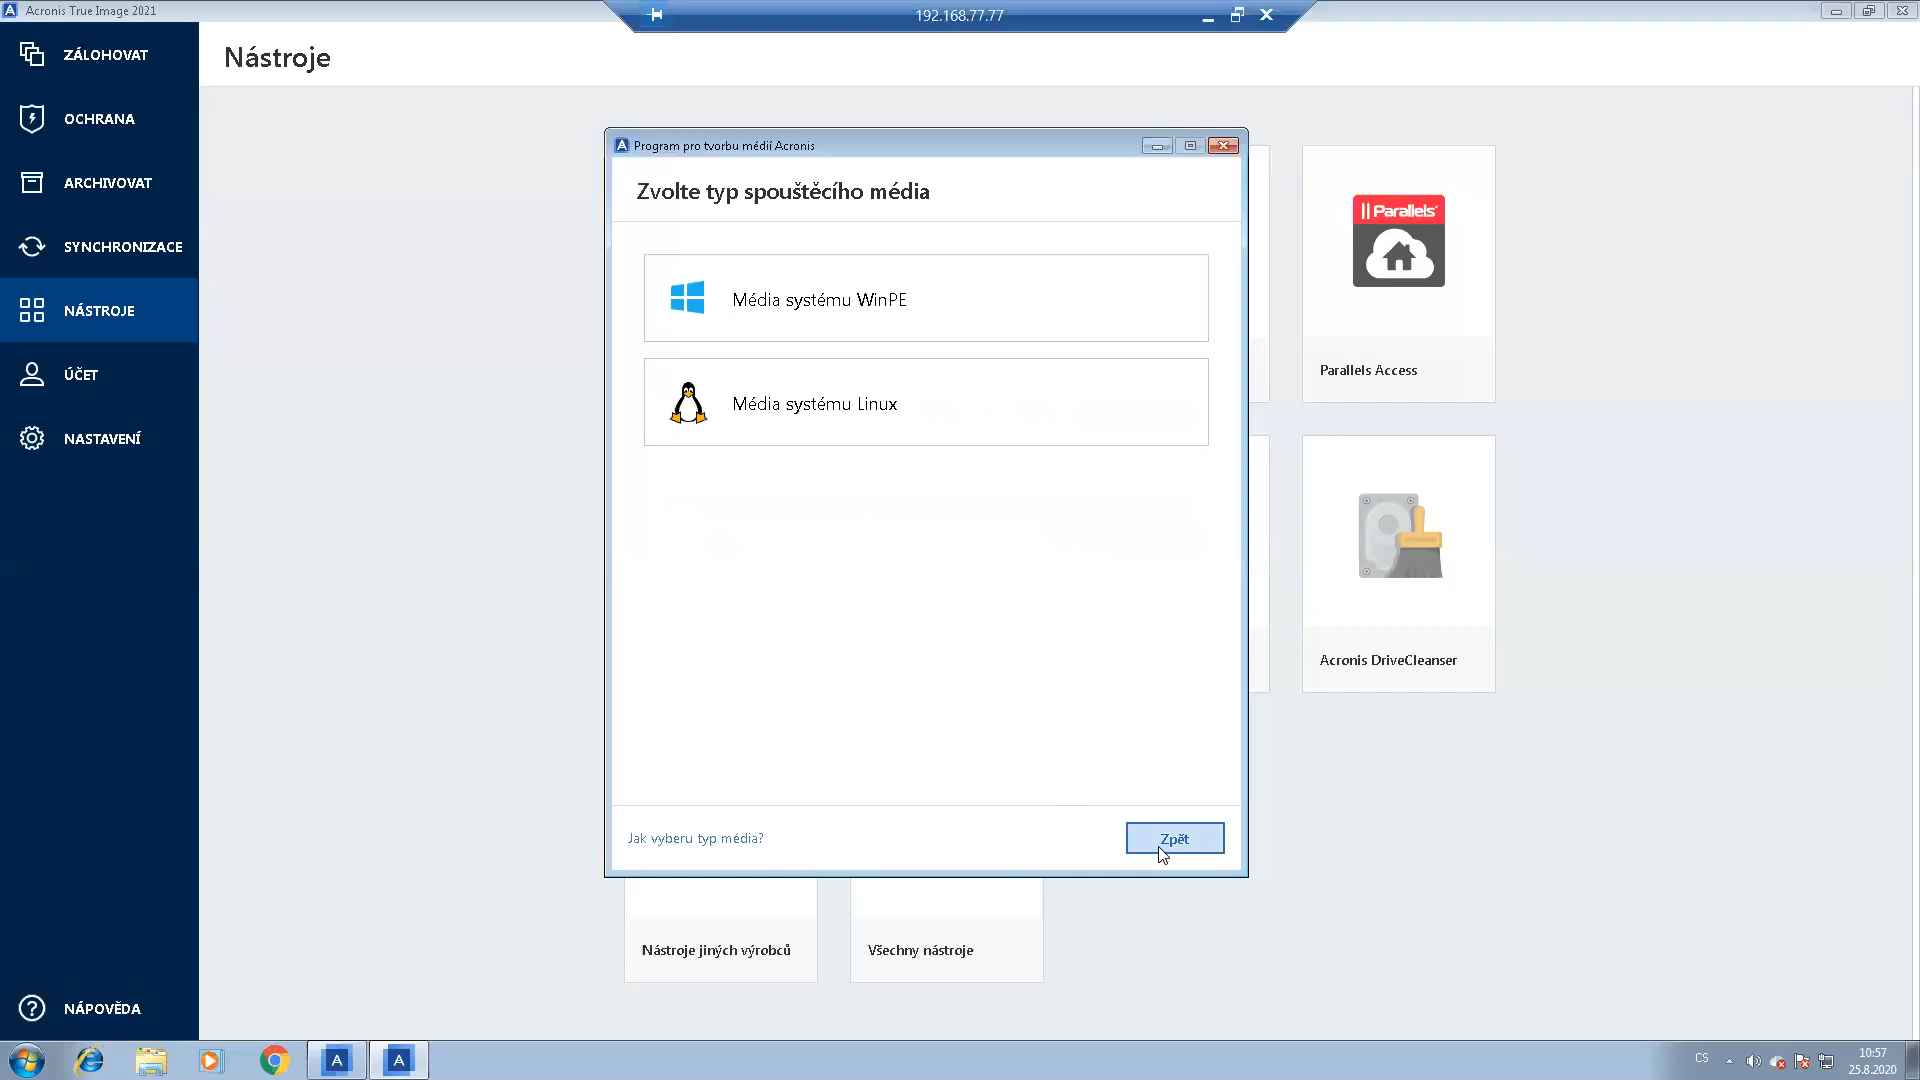 Acronis True Image 2021
192.168.77.77
ZÁLOHOVAT
OCHRANA
ARCHIVOVAT
SYNCHRONIZACE
NÁSTROJE
ÚČET
NASTAVENÍ
NÁPOVĚDA
Nástroje
Program pro tvorbu médií Acronis
Zvolte typ spouštěcího média
Média systému WinPE
Média systému Linux
Jak vyberu typ média?
Zpět
Parallels
Parallels Access
Acronis DriveCleanser
Nástroje jiných výrobců
Všechny nástroje
CS
10:57
25.8.2020